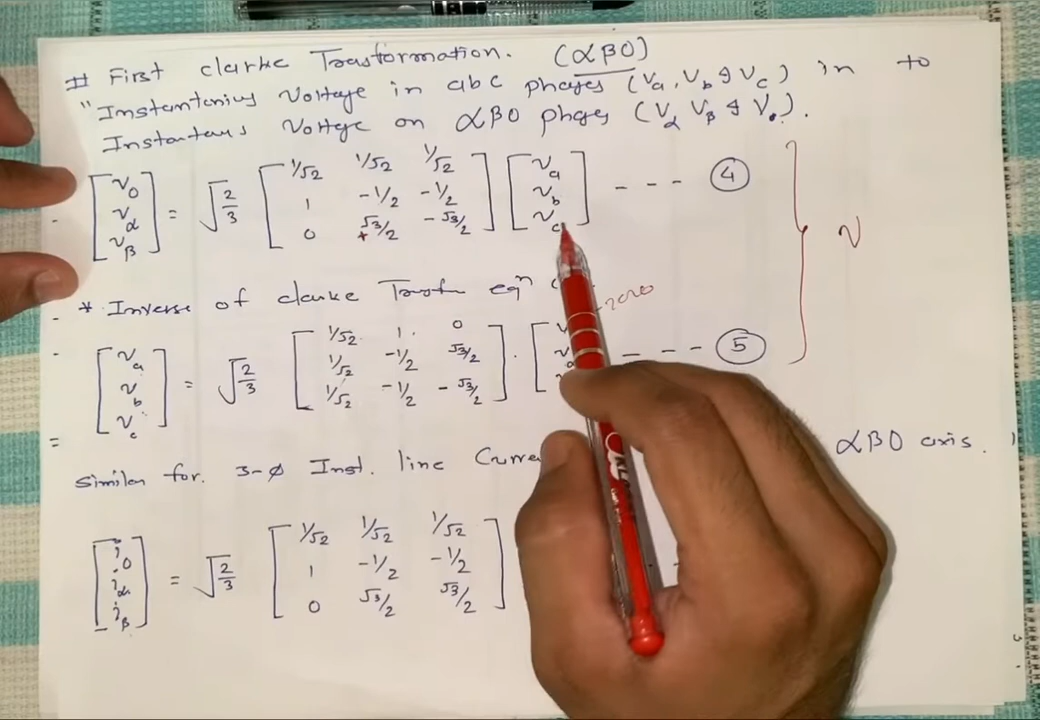 # First clarke Trasformation. (αβ0)
"Instantanius Voltage in abc phases (Va, Vb & Vc) in to
Instantaus Voltage on αβ0 phases (Vα Vβ & V0).
[v0 vα vβ] = √2/3 [1/√2 1/√2 1/√2
1 -1/2 -1/2
0 +√3/2 -√3/2] [va vb vc] - - - (4)
v
* Inverse of clarke Trasfn eqn
zero
[va vb vc] = √2/3 [1/√2 1 0
1/√2 -1/2 √3/2
1/√2 -1/2 -√3/2] . [ - - - (5)
=
Similar for. 3-ø Inst. line Curre αβ0 axis.
[i0 iα iβ] = √2/3 [1/√2 1/√2 1/√2
1 -1/2 -1/2
0 √3/2 √3/2]